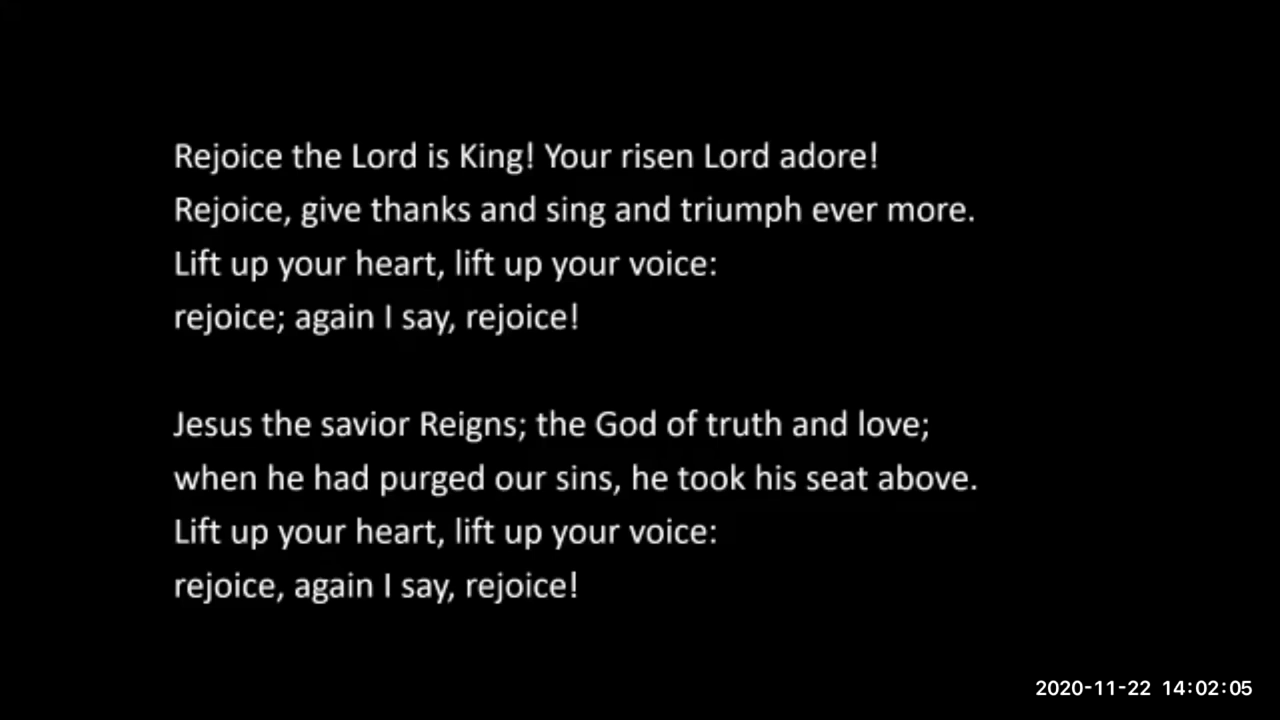 Rejoice the Lord is King! Your risen Lord adore!
Rejoice, give thanks and sing and triumph ever more.
Lift up your heart, lift up your voice:
rejoice; again I say, rejoice!
Jesus the savior Reigns; the God of truth and love;
when he had purged our sins, he took his seat above.
Lift up your heart, lift up your voice:
rejoice, again I say, rejoice!
2020-11-22 14:02:05